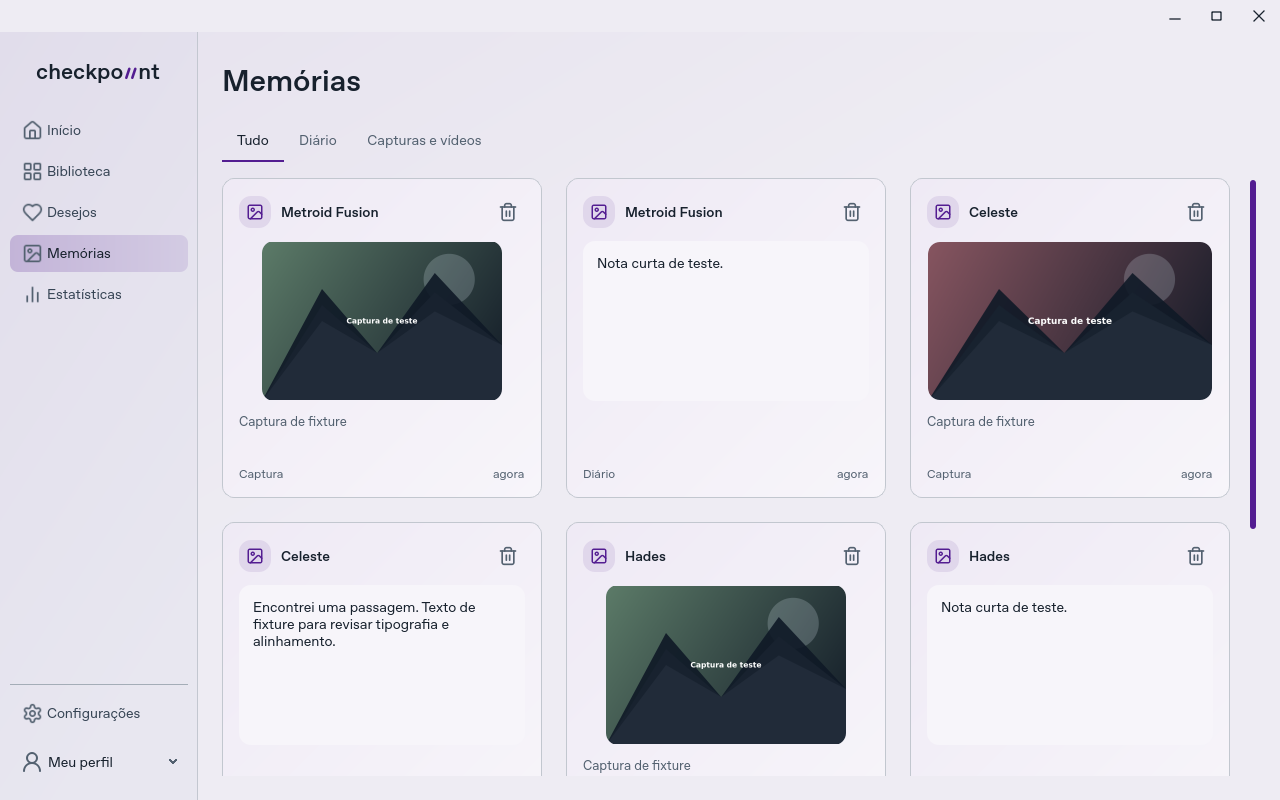 checkpoint
Início
Biblioteca
Desejos
Memórias
Estatísticas
Configurações
Meu perfil
Memórias
Tudo
Diário
Capturas e vídeos
Metroid Fusion
Captura de teste
Captura de fixture
Captura
agora
Metroid Fusion
Nota curta de teste.
Diário
agora
Celeste
Captura de teste
Captura de fixture
Captura
agora
Celeste
Encontrei uma passagem. Texto de
fixture para revisar tipografia e
alinhamento.
Hades
Captura de teste
Captura de fixture
Hades
Nota curta de teste.